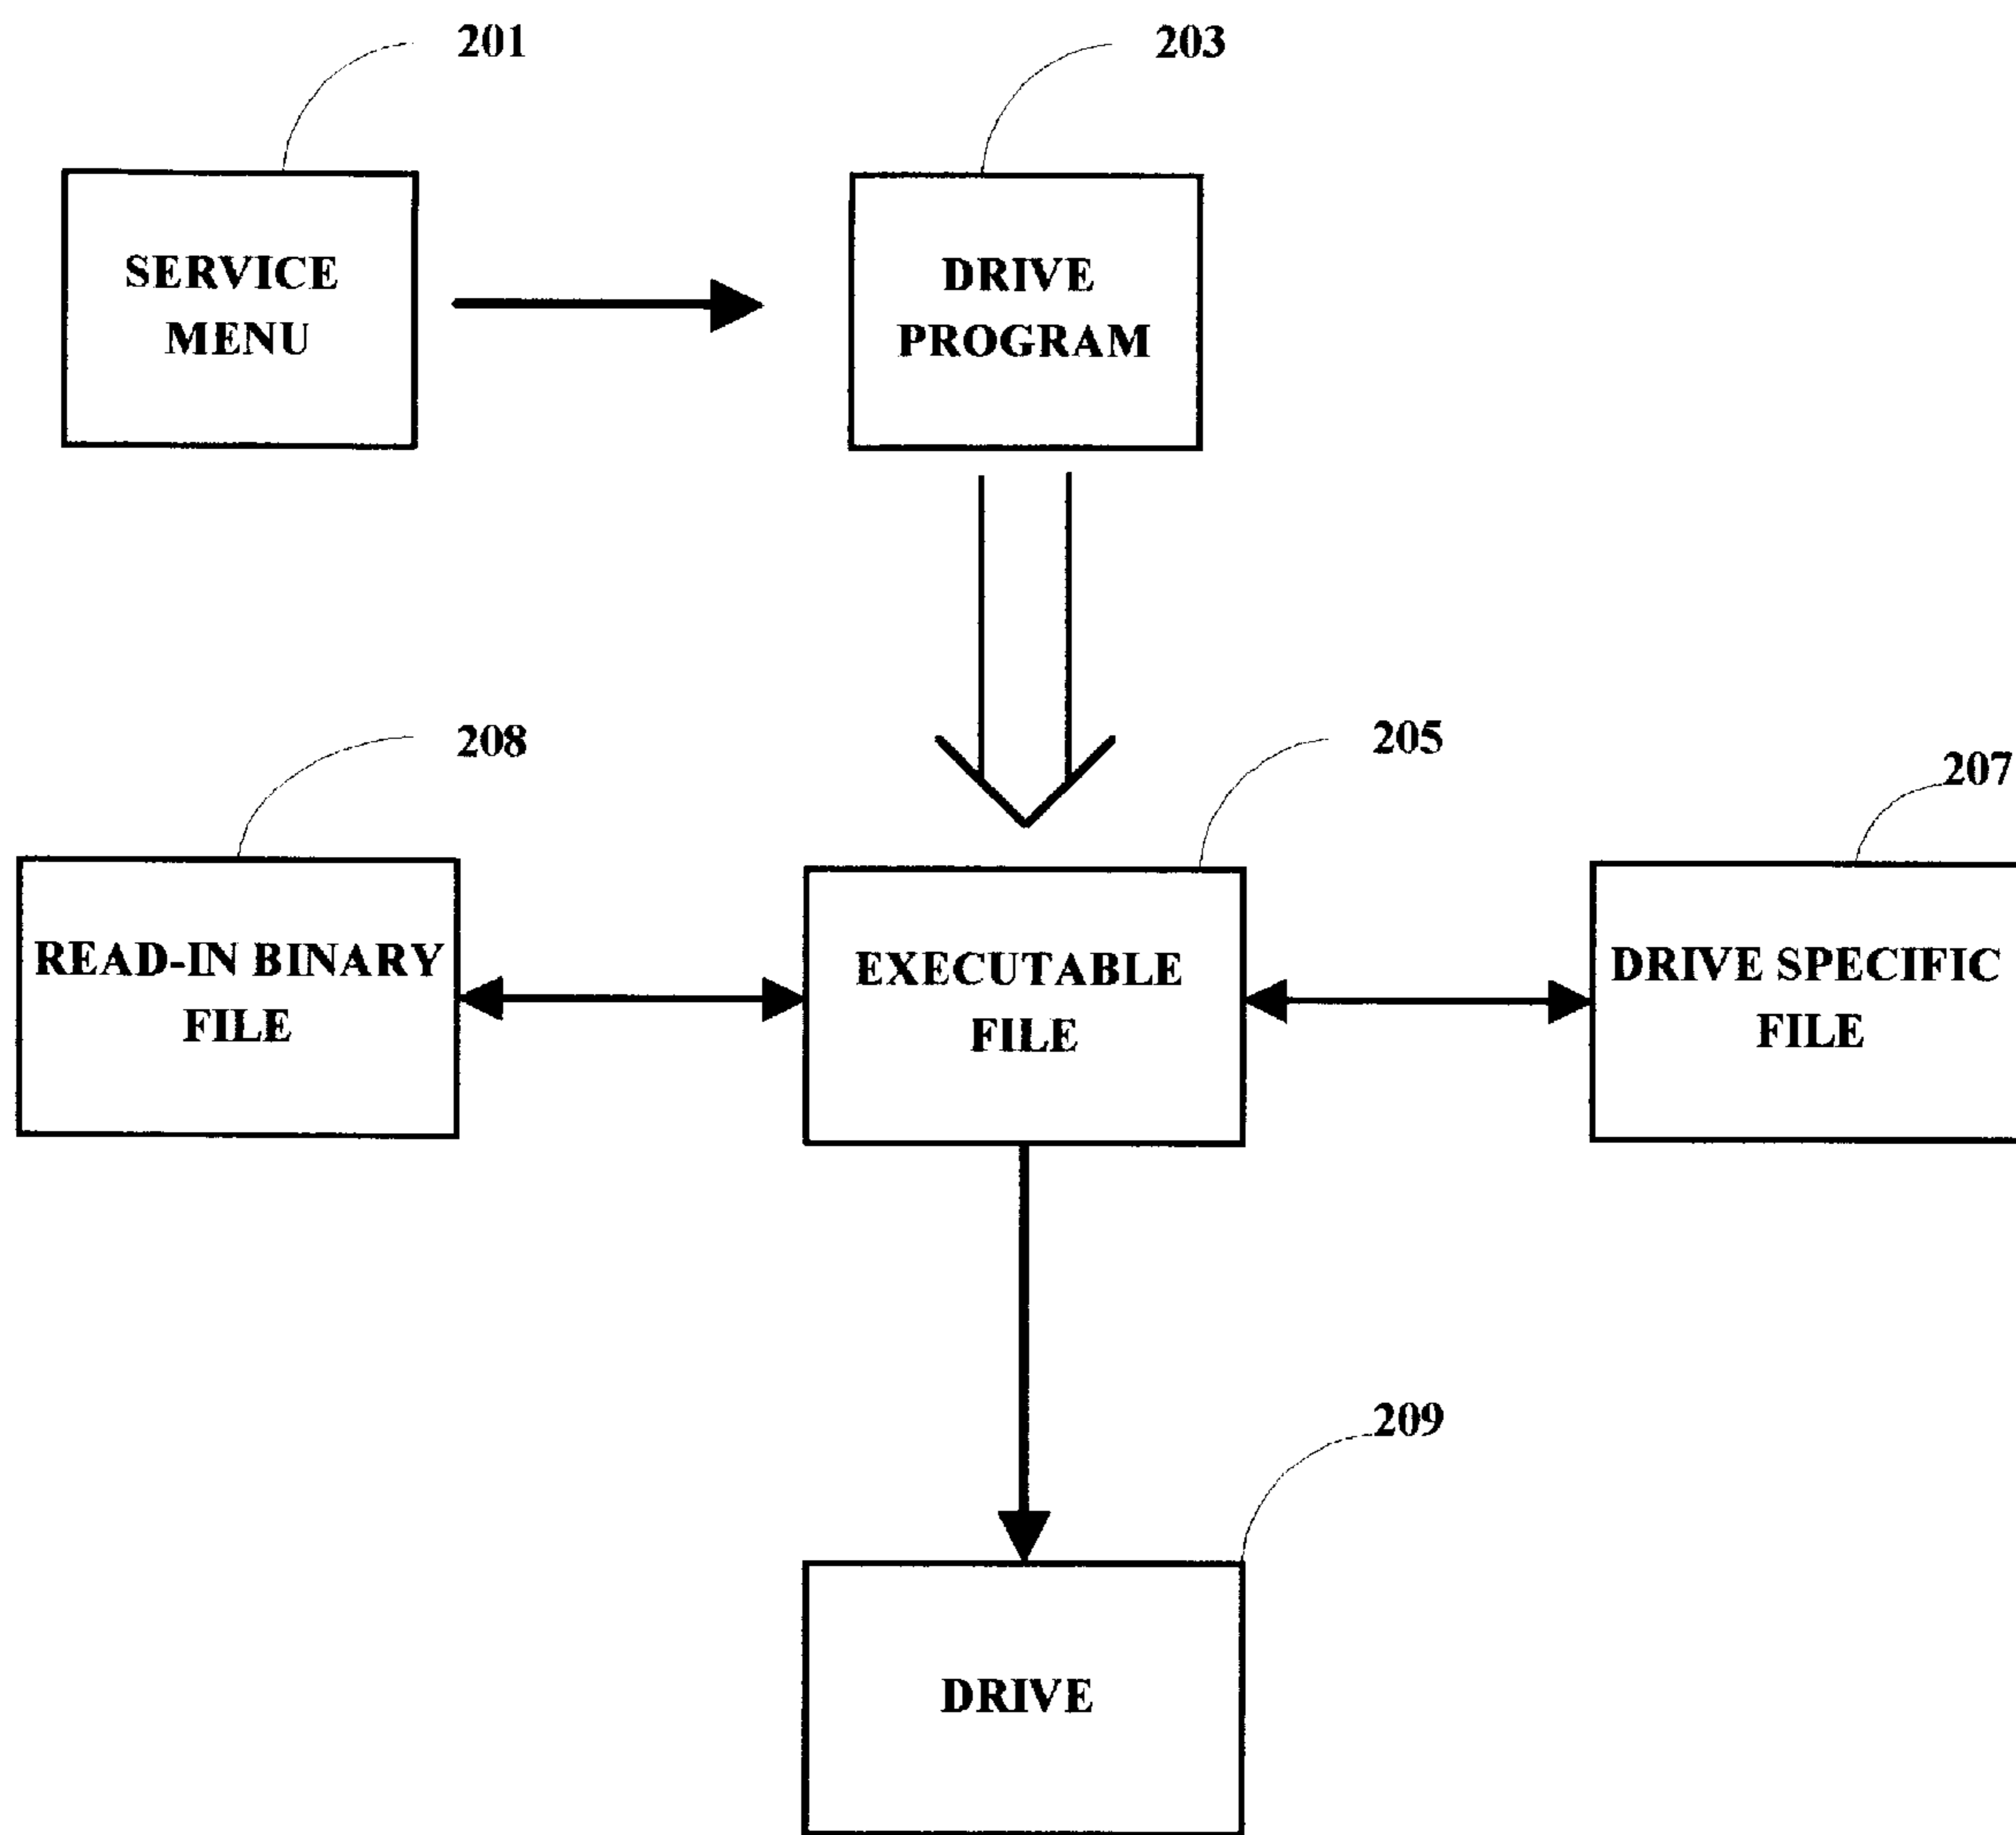 201
203
SERVICE
MENU
DRIVE
PROGRAM
208
205
207
READ-IN BINARY
FILE
EXECUTABLE
FILE
DRIVE SPECIFIC
FILE
209
DRIVE